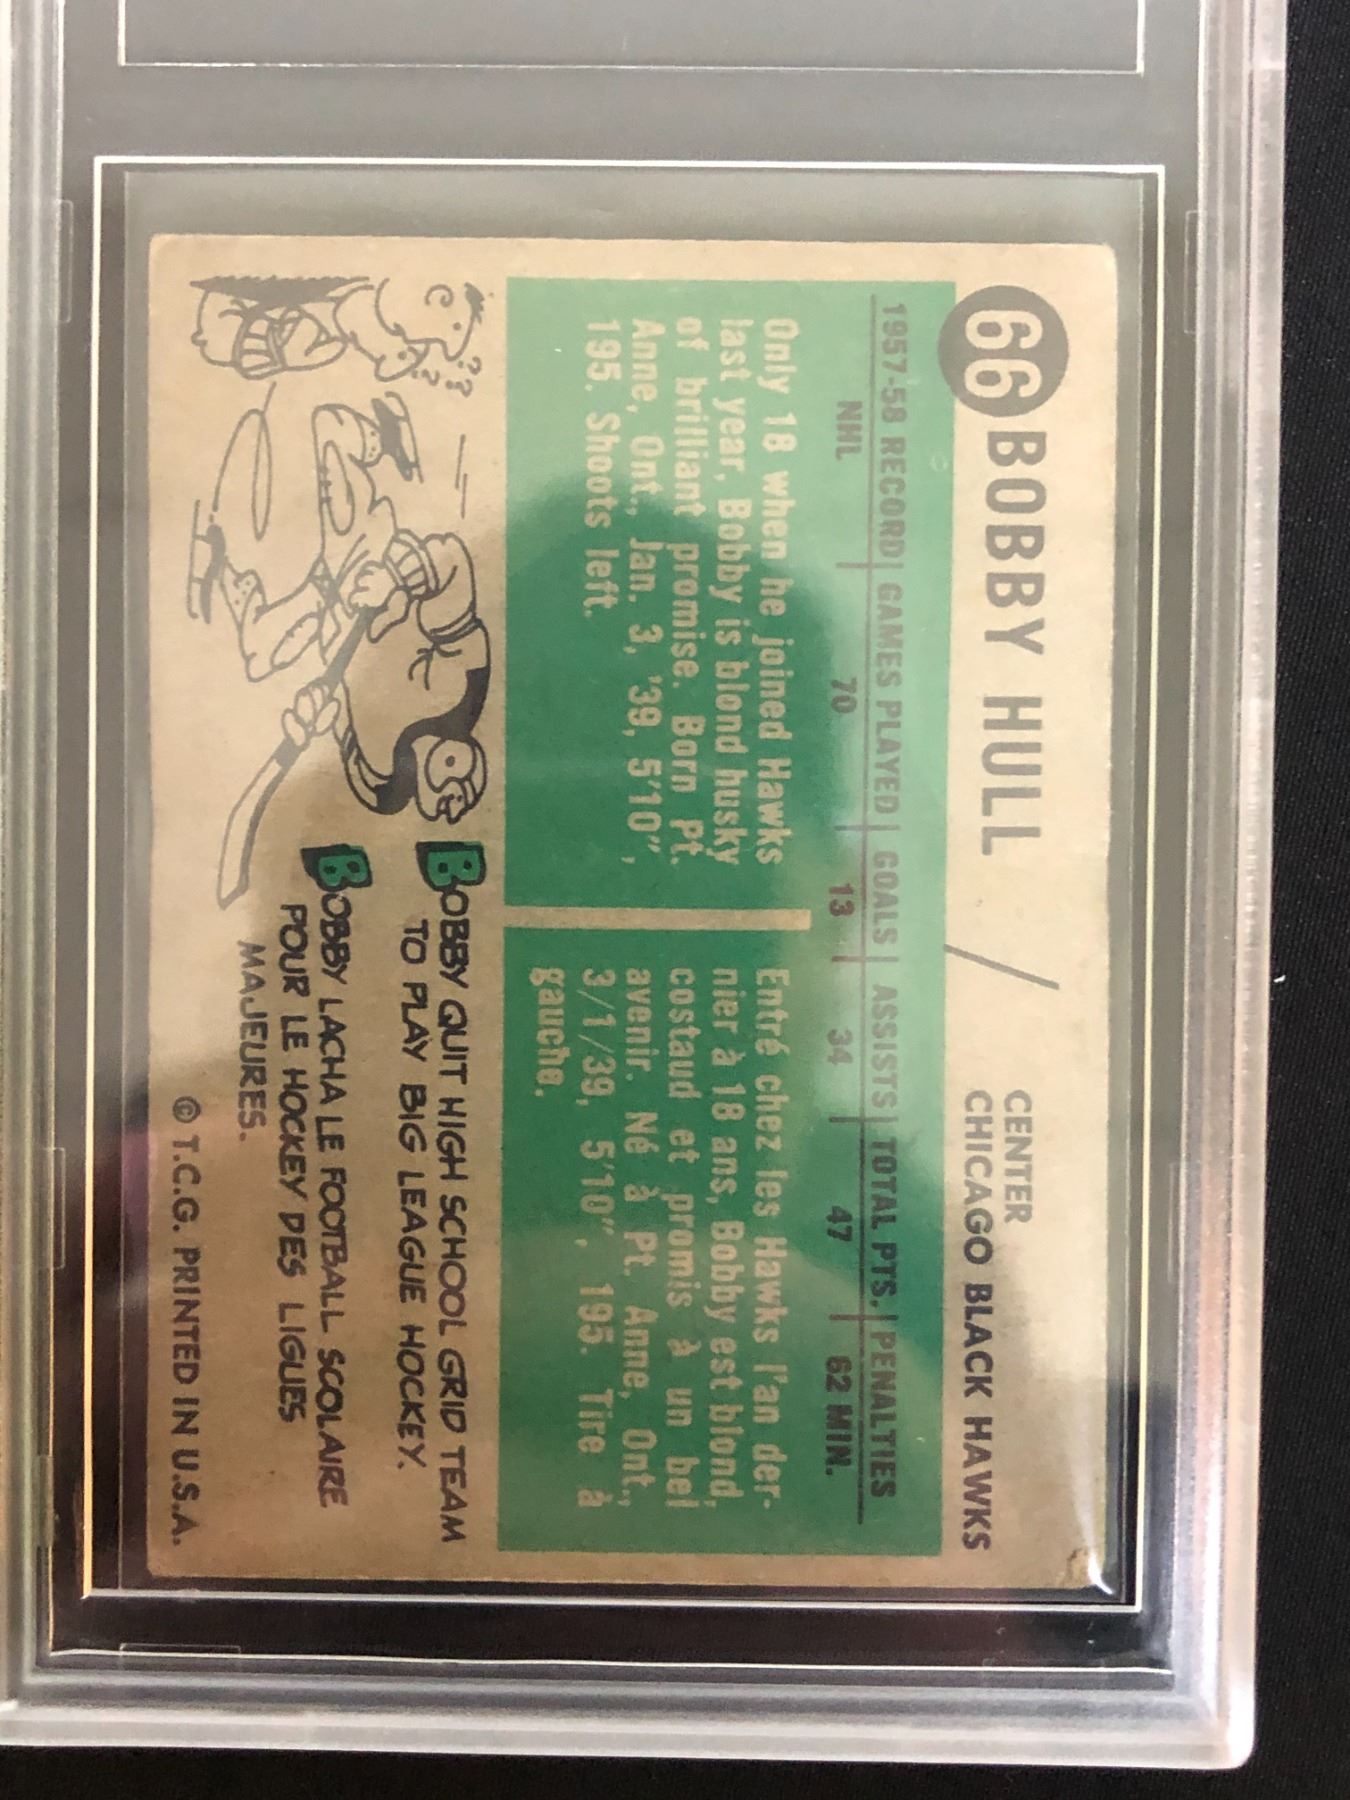 66 BOBBY HULL /
CENTER
CHICAGO BLACK HAWKS
1957-58 RECORD GAMES PLAYED GOALS ASSISTS TOTAL PTS. PENALTIES
NHL 70 13 34 47 62 MIN.
Only 18 when he joined Hawks
last year, Bobby is blond husky
of brilliant promise. Born Pt.
Anne, Ont., Jan. 3, '39, 5'10",
195. Shoots left.
Entré chez les Hawks l'an der-
nier à 18 ans, Bobby est blond,
costaud et promis à un bel
avenir. Né à Pt. Anne, Ont.,
3/1/39, 5'10", 195. Tire à
gauche.
???
BOBBY QUIT HIGH SCHOOL GRID TEAM
TO PLAY BIG LEAGUE HOCKEY.
BOBBY LACHA LE FOOTBALL SCOLAIRE
POUR LE HOCKEY DES LIGUES
MAJEURES.
© T.C.G. PRINTED IN U.S.A.